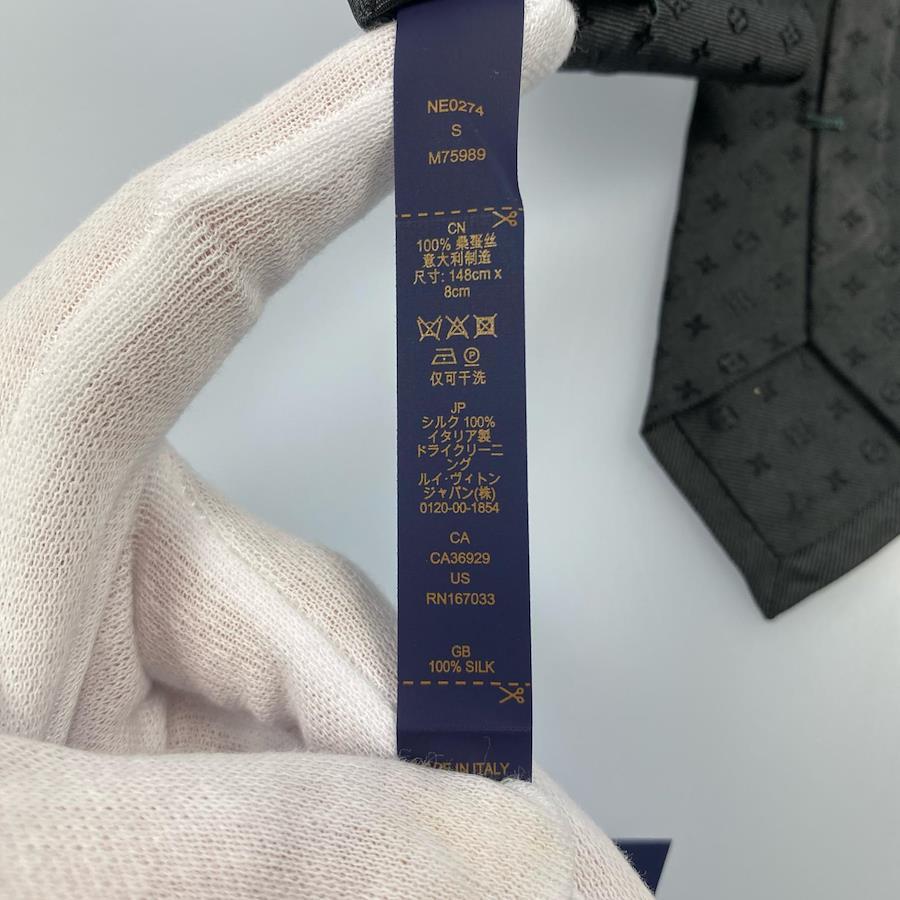 NE0274
S
M75989
CN
100% 桑蚕丝
意大利制造
尺寸: 148cm x
8cm
仅可干洗
JP
シルク 100%
イタリア製
ドライクリーニ
ング
ルイ·ヴィトン
ジャパン(株)
0120-00-1854
CA
CA36929
US
RN167033
GB
100% SILK
IN ITALY